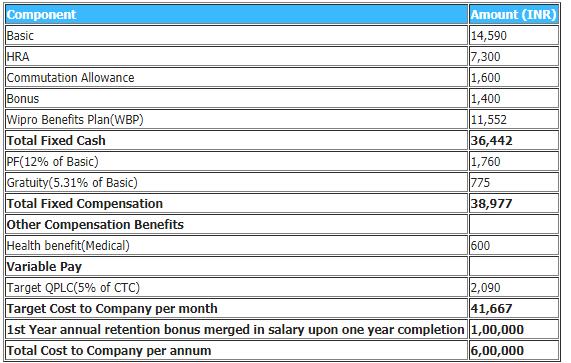 Component Amount (INR)
Basic 14,590
HRA 7,300
Commutation Allowance 1,600
Bonus 1,400
Wipro Benefits Plan(WBP) 11,552
Total Fixed Cash 36,442
PF(12% of Basic) 1,760
Gratuity(5.31% of Basic) 775
Total Fixed Compensation 38,977
Other Compensation Benefits
Health benefit(Medical) 600
Variable Pay
Target QPLC(5% of CTC) 2,090
Target Cost to Company per month 41,667
1st Year annual retention bonus merged in salary upon one year completion 1,00,000
Total Cost to Company per annum 6,00,000